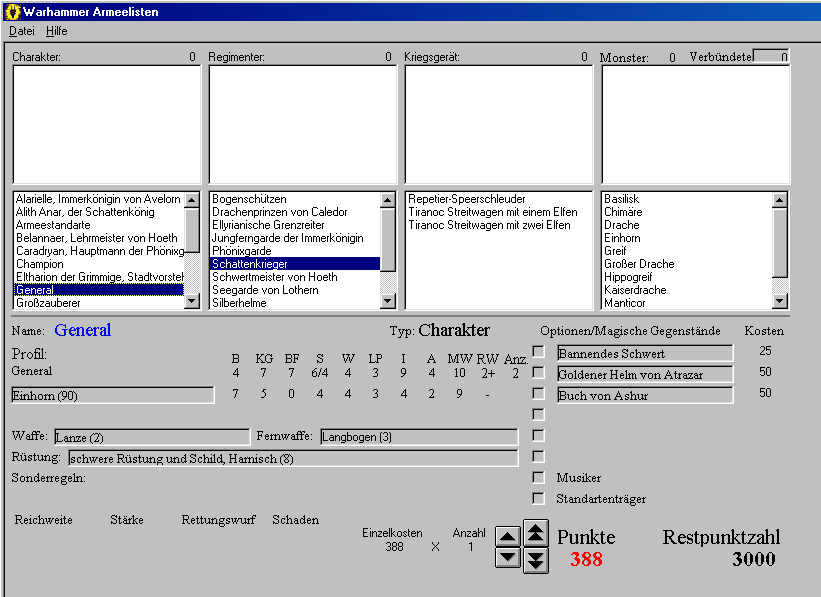 Warhammer Armeelisten
Datei Hilfe
Charakter: 0 Regimenter: 0 Kriegsgerät: 0 Monster: 0 Verbündete 0
Alarielle, Immerkönigin von Avelorn
Alith Anar, der Schattenkönig
Armeestandarte
Belannaer, Lehrmeister von Hoeth
Caradryan, Hauptmann der Phönixg
Champion
Eltharion der Grimmige, Stadtvorsteh
General
Großzauberer
Bogenschützen
Drachenprinzen von Caledor
Ellyrianische Grenzreiter
Jungferngarde der Immerkönigin
Phönixgarde
Schattenkrieger
Schwertmeister von Hoeth
Seegarde von Lothern
Silberhelme
Repetier-Speerschleuder
Tiranoc Streitwagen mit einem Elfen
Tiranoc Streitwagen mit zwei Elfen
Basilisk
Chimäre
Drache
Einhorn
Greif
Großer Drache
Hippogreif
Kaiserdrache
Manticor
Name: General Typ: Charakter
Profil:
B KG BF S W LP I A MW RW Anz.
General 4 7 7 6/4 4 3 9 4 10 2+ 2
Einhorn (90) 7 5 0 4 4 3 4 2 9 -
Waffe: Lanze (2) Fernwaffe: Langbogen (3)
Rüstung: schwere Rüstung und Schild, Harnisch (8)
Sonderregeln:
Reichweite Stärke Rettungswurf Schaden
Optionen/Magische Gegenstände Kosten
Bannendes Schwert 25
Goldener Helm von Atrazar 50
Buch von Ashur 50
Musiker
Standartenträger
Einzelkosten Anzahl
388 X 1
Punkte Restpunktzahl
388 3000